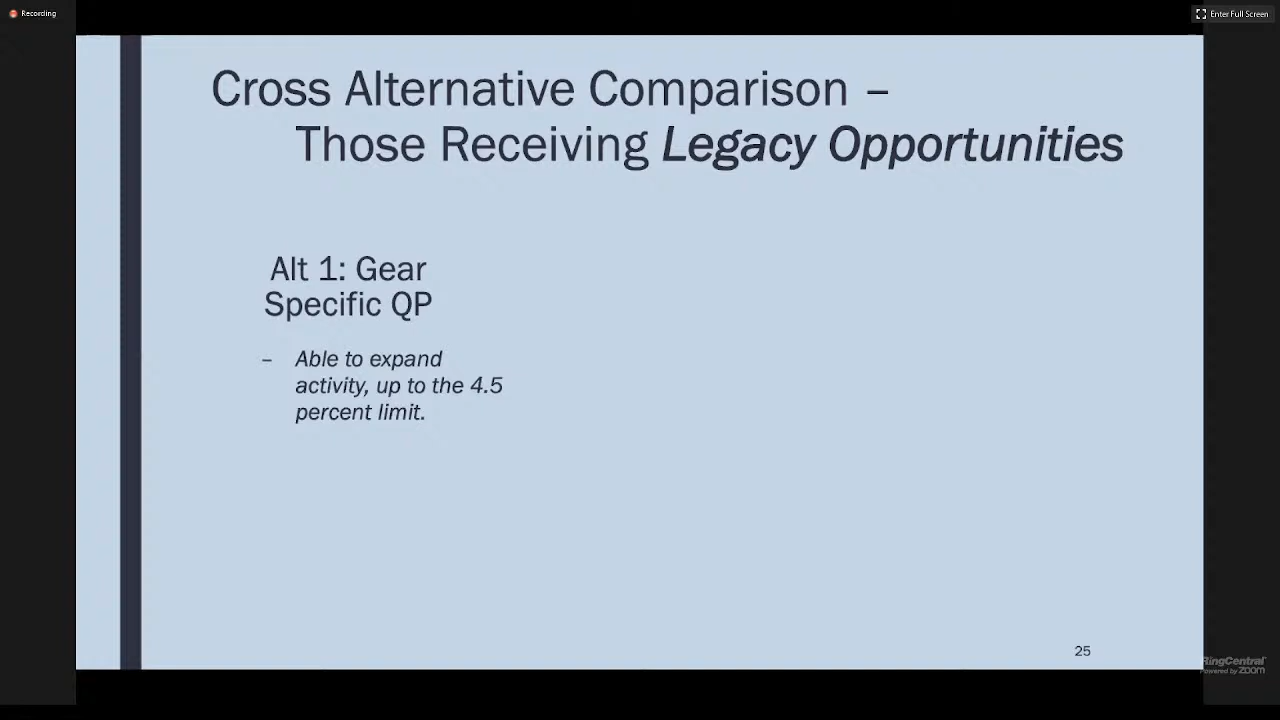 Recording
Enter Full Screen
Cross Alternative Comparison –
Those Receiving Legacy Opportunities
Alt 1: Gear
Specific QP
– Able to expand
activity, up to the 4.5
percent limit.
25
RingCentral
Powered by zoom